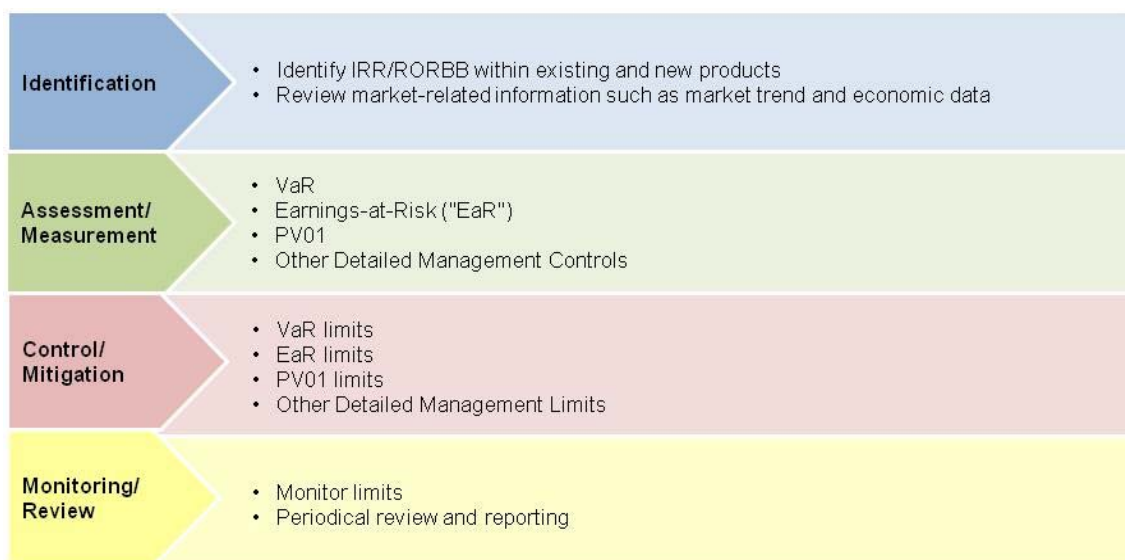 Identification
• Identify IRR/RORBB within existing and new products
• Review market-related information such as market trend and economic data
Assessment/
Measurement
• VaR
• Earnings-at-Risk ("EaR")
• PV01
• Other Detailed Management Controls
Control/
Mitigation
• VaR limits
• EaR limits
• PV01 limits
• Other Detailed Management Limits
Monitoring/
Review
• Monitor limits
• Periodical review and reporting